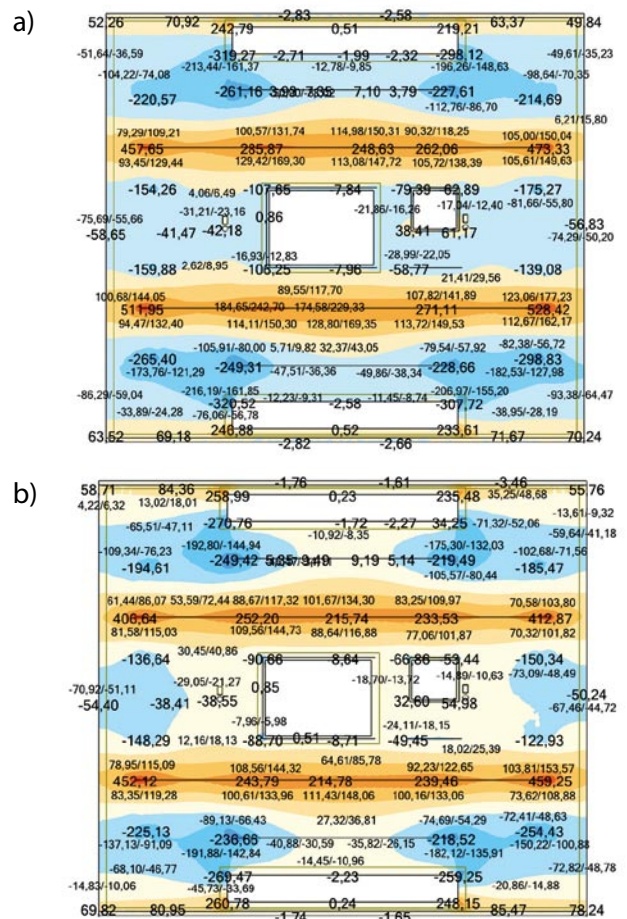 a)
-2,83 -2,58
52,26 70,92 63,37 49,84
242,79 0,51 219,21
-51,64/-36,59 -319,27 -2,71 -1,99 -2,32 -298,12 -49,61/-35,23
-213,44/-161,37 -12,78/-9,85 -196,26/-148,63
-104,22/-74,08 -98,64/-70,35
-220,57 -261,16 3,93 7,35 7,10 3,79 -227,61 -214,69
-112,76/-86,70
6,21/15,80
79,29/109,21 100,57/131,74 114,98/150,31 90,32/118,25 105,00/150,04
457,65 285,87 248,63 262,06 473,33
93,45/129,44 129,42/169,30 113,08/147,72 105,72/138,39 105,61/149,63
-154,26 4,06/6,49 -107,65 -7,84 -79,39 62,89 -175,27
-17,04/-12,40 -81,66/-55,80
-75,69/-55,66 -31,21/-23,16 0,86 -21,86/-16,26 -56,83
-58,65 -41,47 -42,18 38,41 61,17 -74,29/-50,20
-16,93/-12,83 -28,99/-22,05
-159,88 2,62/8,95 -105,25 -7,96 -58,77 -139,08
21,41/29,56
89,55/117,70
100,68/144,05 184,65/242,70 174,58/229,33 107,82/141,89 123,06/177,23
511,95 271,11 528,42
94,47/132,40 114,11/150,30 128,80/169,35 113,72/149,53 112,67/162,17
-105,91/-80,00 5,71/9,82 32,37/43,05 -79,54/-57,92 -82,38/-56,72
-265,40 -249,31 -47,51/-36,36 -49,86/-38,34 -228,66 -298,83
-173,76/-121,29 -182,53/-127,98
-86,29/-59,04 -216,19/-161,85 -12,23/-9,31 -11,45/-8,74 -206,97/-155,20 -93,38/-64,47
-33,89/-24,28 -320,52 -2,58 -307,72 -38,95/-28,19
-76,06/-56,78
63,52 69,18 246,88 0,52 233,61 71,67 70,24
-2,82 -2,66
b)
-1,76 -1,61 -3,46
58,71 84,36 55,76
4,22/6,32 13,02/18,01 258,99 0,23 235,48 35,25/48,68
-13,61/-9,32
-65,51/-47,11 -270,76 -1,72 -2,27 34,25 -71,32/-52,06
-10,92/-8,35 -59,64/-41,18
-109,34/-76,23 -192,80/-144,94 -175,30/-132,03 -102,68/-71,56
-194,61 -249,42 5,35 9,49 9,19 5,14 -219,49 -185,47
-105,57/-80,44
61,44/86,07 53,59/72,44 88,67/117,32 101,67/134,30 83,25/109,97 70,58/103,80
406,64 252,20 215,74 233,53 412,87
81,58/115,03 109,56/144,73 88,64/116,88 77,06/101,87 70,32/101,82
-136,64 30,45/40,86 -90,66 -8,64 -66,86 53,44 -150,34
-14,89/-10,63 -73,09/-48,49
-70,92/-51,11 -29,05/-21,27 0,85 -18,70/-13,72 -50,24
-54,40 -38,41 -38,55 32,60 54,98 -67,46/-44,72
-7,96/-5,98 -24,11/-18,15
-148,29 12,16/18,13 -88,70 0,51 -8,71 -49,45 -122,93
18,02/25,39
78,95/115,09 108,56/144,32 64,61/85,78 92,23/122,65 103,81/153,57
452,12 243,79 214,78 239,46 459,25
83,35/119,28 100,61/133,96 111,43/148,06 100,16/133,06 73,62/108,88
-89,13/-66,43 27,32/36,81 -74,69/-54,29 -72,41/-48,63
-225,13 -236,66 -40,88/-30,59 -35,82/-26,15 -218,52 -254,43
-137,13/-91,09 -191,88/-142,84 -182,12/-135,91 -150,22/-100,88
-68,10/-46,77 -14,45/-10,96 -72,82/-48,78
-14,83/-10,06 -269,47 -2,23 -259,15 -20,86/-14,88
-45,73/-33,69
69,82 80,95 260,78 0,24 248,15 85,47 78,24
-1,74 -1,65